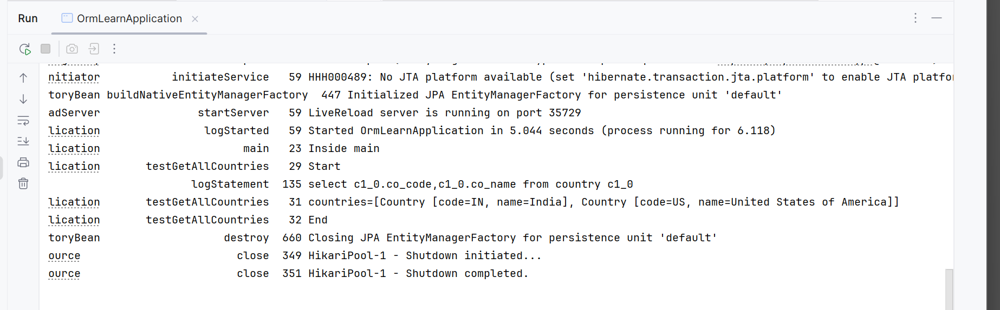 Run OrmLearnApplication
nitiator initiateService 59 HHH000489: No JTA platform available (set 'hibernate.transaction.jta.platform' to enable JTA
toryBean buildNativeEntityManagerFactory 447 Initialized JPA EntityManagerFactory for persistence unit 'default'
adServer startServer 59 LiveReload server is running on port 35729
lication logStarted 59 Started OrmLearnApplication in 5.044 seconds (process running for 6.118)
lication main 23 Inside main
lication testGetAllCountries 29 Start
logStatement 135 select c1_0.co_code,c1_0.co_name from country c1_0
lication testGetAllCountries 31 countries=[Country [code=IN, name=India], Country [code=US, name=United States of America]]
lication testGetAllCountries 32 End
toryBean destroy 660 Closing JPA EntityManagerFactory for persistence unit 'default'
ource close 349 HikariPool-1 - Shutdown initiated...
ource close 351 HikariPool-1 - Shutdown completed.